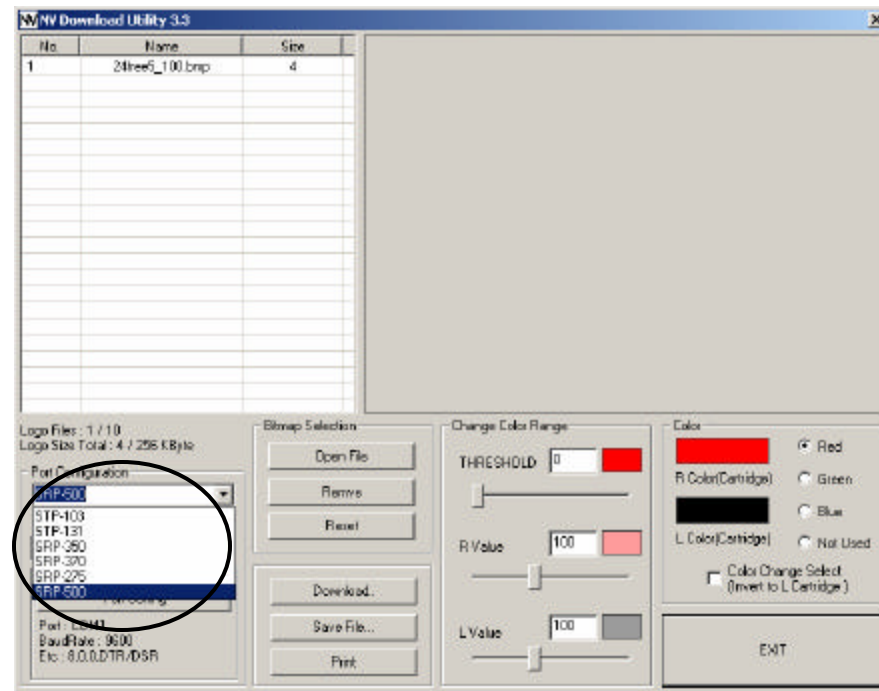 NV Download Utility 3.3
No. Name Size
1 24tree5_100.bmp 4
Logo Files : 1 / 10
Logo Size Total : 4 / 256 KByte
Port Configuration
SRP-500
STP-103
STP-131
SRP-350
SRP-370
SRP-275
SRP-500
Port : COM1
BaudRate : 9600
Etc : 8.0.0.DTR/DSR
Bitmap Selection
Open File
Remve
Reset
Download..
Save File...
Print
Change Color Range
THRESHOLD 0
R Value 100
L Value 100
Color
Red
R Color(Cartridge)
Green
Blue
L Color(Cartridge)
Not Used
Color Change Select
(Invert to L Cartridge )
EXIT